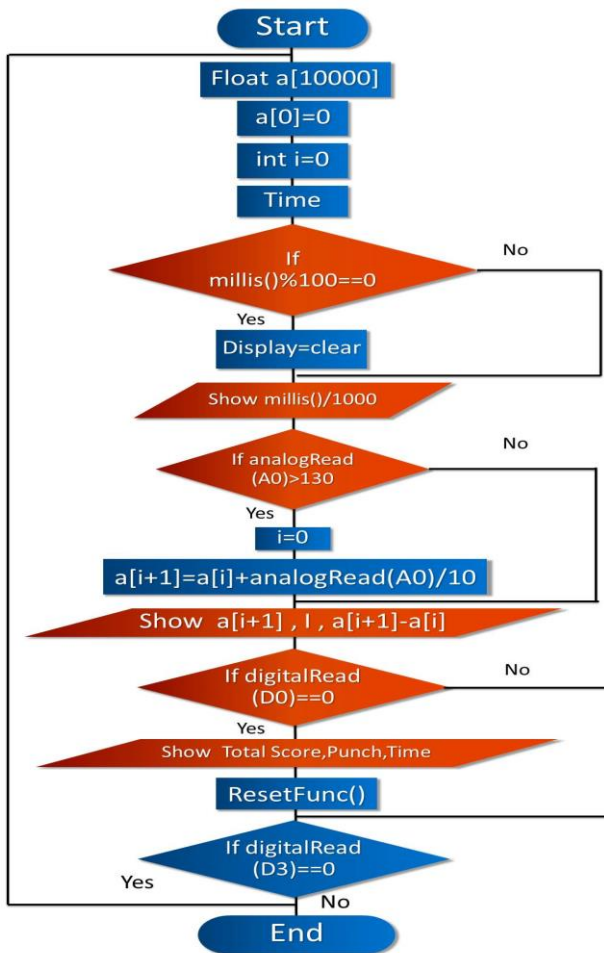 Start
Float a[10000]
a[0]=0
int i=0
Time
If
millis()%100==0
No
Yes
Display=clear
Show millis()/1000
If analogRead
(A0)>130
No
Yes
i=0
a[i+1]=a[i]+analogRead(A0)/10
Show a[i+1] , I , a[i+1]-a[i]
If digitalRead
(D0)==0
No
Yes
Show Total Score,Punch,Time
ResetFunc()
If digitalRead
(D3)==0
Yes
No
End